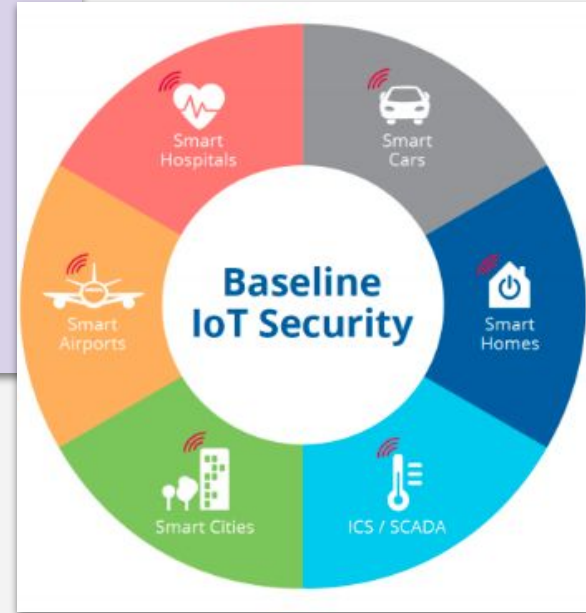 Smart
Hospitals
Smart
Cars
Smart
Airports
Baseline
IoT Security
Smart
Homes
Smart Cities
ICS / SCADA